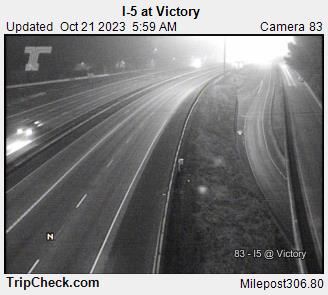 I-5 at Victory
Updated Oct 21 2023 5:59 AM Camera 83
T
N
83 - I5 @ Victory
TripCheck.com Milepost306.80